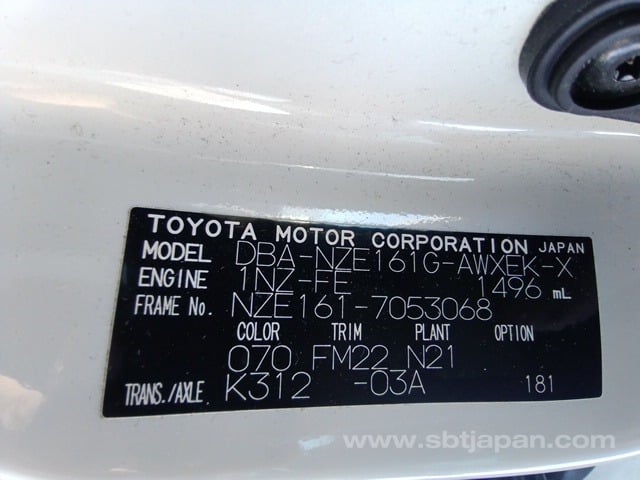 TOYOTA MOTOR CORPORATION JAPAN
MODEL DBA-NZE161G-AWXEK-X
ENGINE 1NZ-FE 1496 mL
FRAME No. NZE161-7053068
COLOR TRIM PLANT OPTION
070 FM22 N21
TRANS./AXLE K312 -03A 181
www.sbtjapan.com